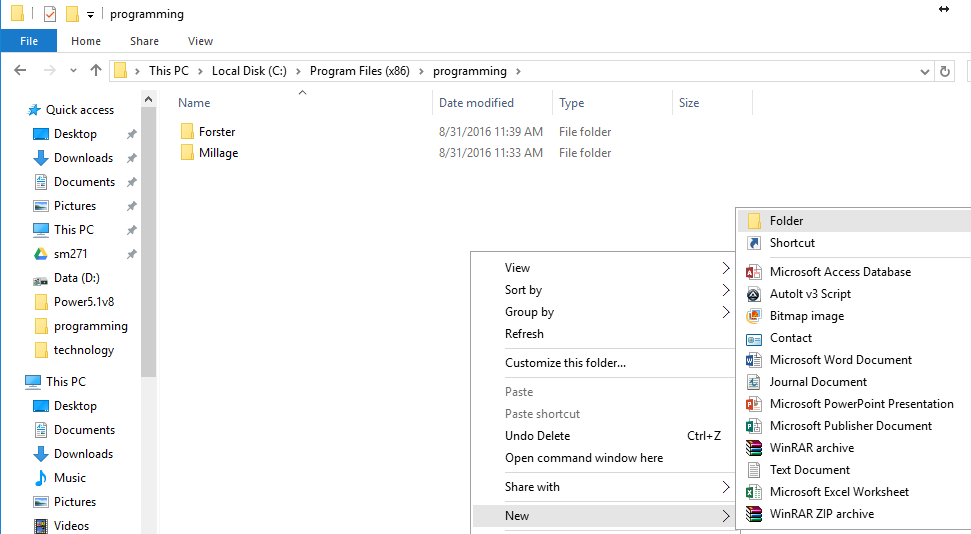 programming
File Home Share View
This PC Local Disk (C:) Program Files (x86) programming
Name Date modified Type Size
Quick access
Desktop
Downloads
Documents
Pictures
This PC
sm271
Data (D:)
Power5.1v8
programming
technology
This PC
Desktop
Documents
Downloads
Music
Pictures
Videos
Forster 8/31/2016 11:39 AM File folder
Millage 8/31/2016 11:33 AM File folder
View
Sort by
Group by
Refresh
Customize this folder...
Paste
Paste shortcut
Undo Delete Ctrl+Z
Open command window here
Share with
New
Folder
Shortcut
Microsoft Access Database
AutoIt v3 Script
Bitmap image
Contact
Microsoft Word Document
Journal Document
Microsoft PowerPoint Presentation
Microsoft Publisher Document
WinRAR archive
Text Document
Microsoft Excel Worksheet
WinRAR ZIP archive